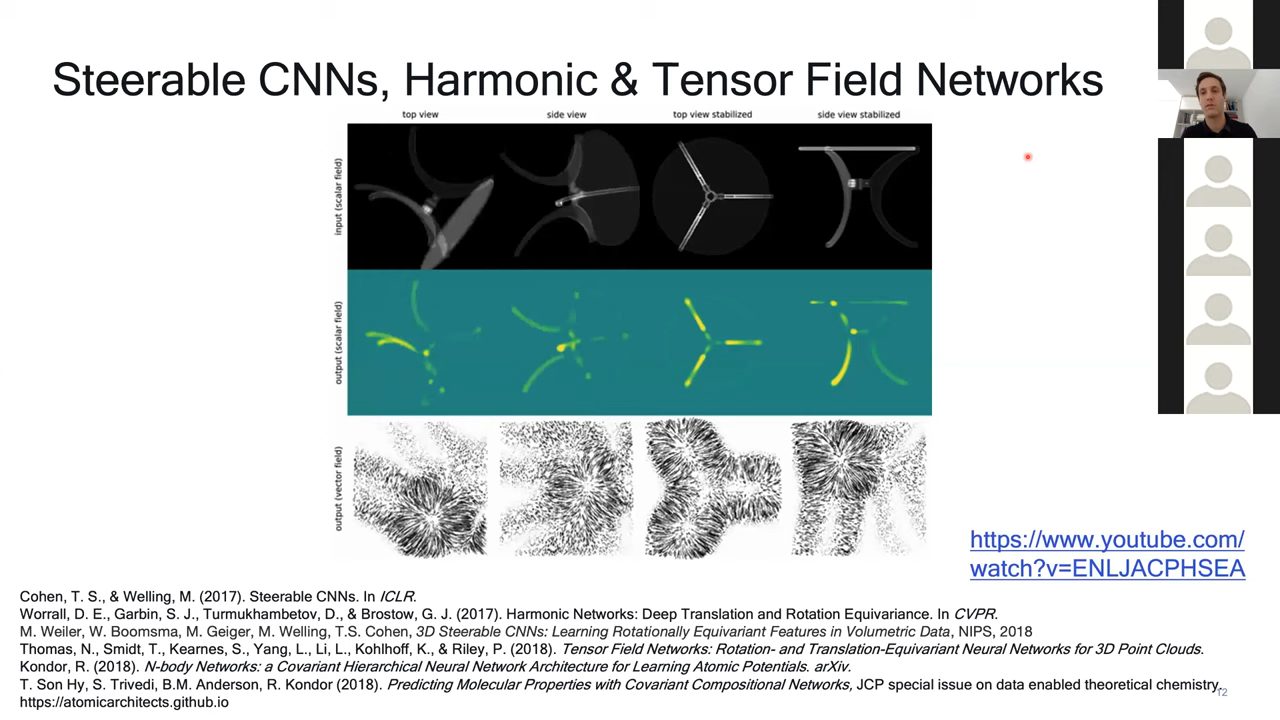 Steerable CNNs, Harmonic & Tensor Field Networks
top view side view top view stabilized side view stabilized
input (scalar field)
output (scalar field)
output (vector field)
https://www.youtube.com/
watch?v=ENLJACPHSEA
Cohen, T. S., & Welling, M. (2017). Steerable CNNs. In ICLR.
Worrall, D. E., Garbin, S. J., Turmukhambetov, D., & Brostow, G. J. (2017). Harmonic Networks: Deep Translation and Rotation Equivariance. In CVPR.
M. Weiler, W. Boomsma, M. Geiger, M. Welling, T.S. Cohen, 3D Steerable CNNs: Learning Rotationally Equivariant Features in Volumetric Data, NIPS, 2018
Thomas, N., Smidt, T., Kearnes, S., Yang, L., Li, L., Kohlhoff, K., & Riley, P. (2018). Tensor Field Networks: Rotation- and Translation-Equivariant Neural Networks for 3D Point Clouds.
Kondor, R. (2018). N-body Networks: a Covariant Hierarchical Neural Network Architecture for Learning Atomic Potentials. arXiv.
T. Son Hy, S. Trivedi, B.M. Anderson, R. Kondor (2018). Predicting Molecular Properties with Covariant Compositional Networks, JCP special issue on data enabled theoretical chemistry.
https://atomicarchitects.github.io
12